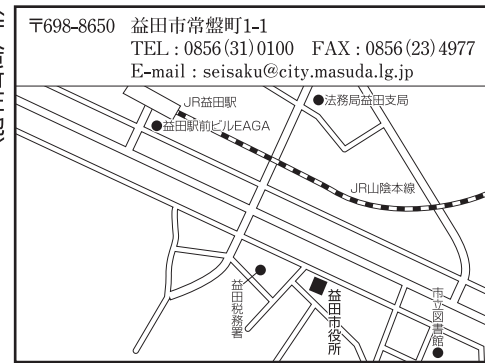 〒698-8650 益田市常盤町1-1
TEL : 0856(31)0100 FAX : 0856(23)4977
E-mail : seisaku@city.masuda.lg.jp
JR益田駅
法務局益田支局
益田駅前ビルEAGA
JR山陰本線
益田税務署
益田市役所
市立図書館